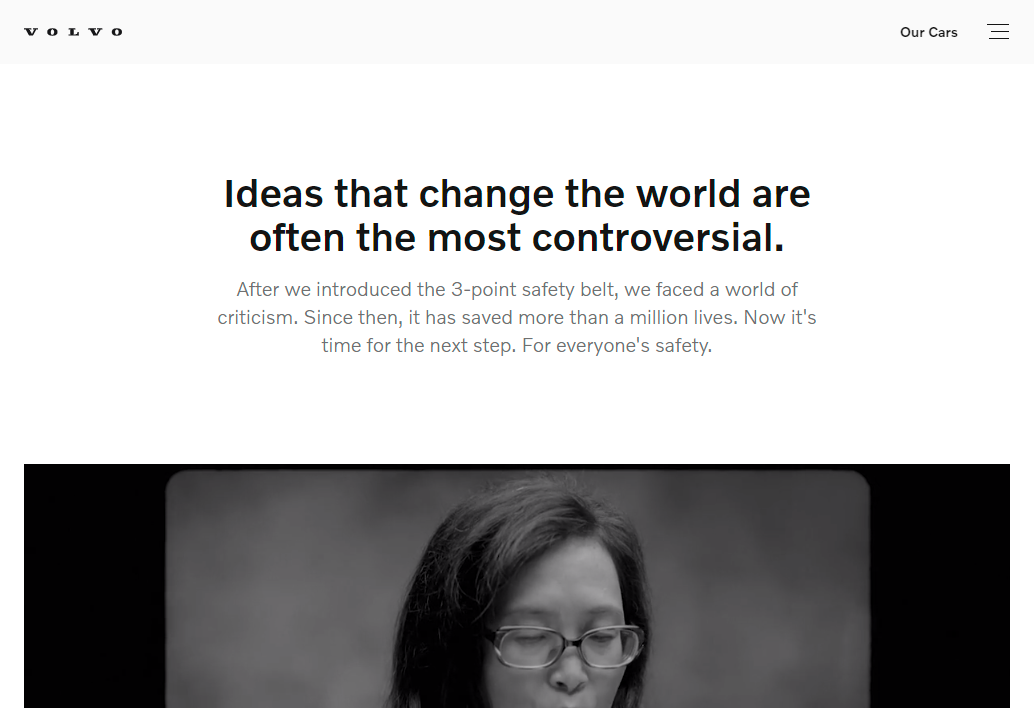 VOLVO
Our Cars
Ideas that change the world are
often the most controversial.
After we introduced the 3-point safety belt, we faced a world of
criticism. Since then, it has saved more than a million lives. Now it's
time for the next step. For everyone's safety.